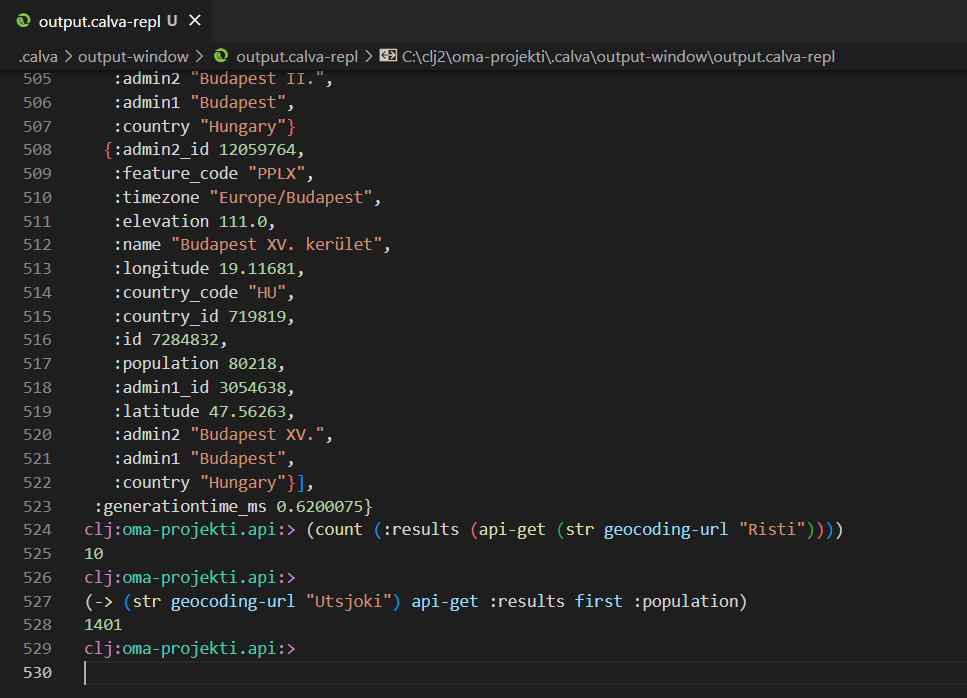 output.calva-repl U ×
.calva > output-window > output.calva-repl > C:\clj2\oma-projekti\.calva\output-window\output.calva-repl
505 :admin2 "Budapest II.",
506 :admin1 "Budapest",
507 :country "Hungary"}
508 {:admin2_id 12059764,
509 :feature_code "PPLX",
510 :timezone "Europe/Budapest",
511 :elevation 111.0,
512 :name "Budapest XV. kerület",
513 :longitude 19.11681,
514 :country_code "HU",
515 :country_id 719819,
516 :id 7284832,
517 :population 80218,
518 :admin1_id 3054638,
519 :latitude 47.56263,
520 :admin2 "Budapest XV.",
521 :admin1 "Budapest",
522 :country "Hungary"}],
523 :generationtime_ms 0.6200075}
524 clj:oma-projekti.api:> (count (:results (api-get (str geocoding-url "Risti"))))
525 10
526 clj:oma-projekti.api:>
527 (-> (str geocoding-url "Utsjoki") api-get :results first :population)
528 1401
529 clj:oma-projekti.api:>
530